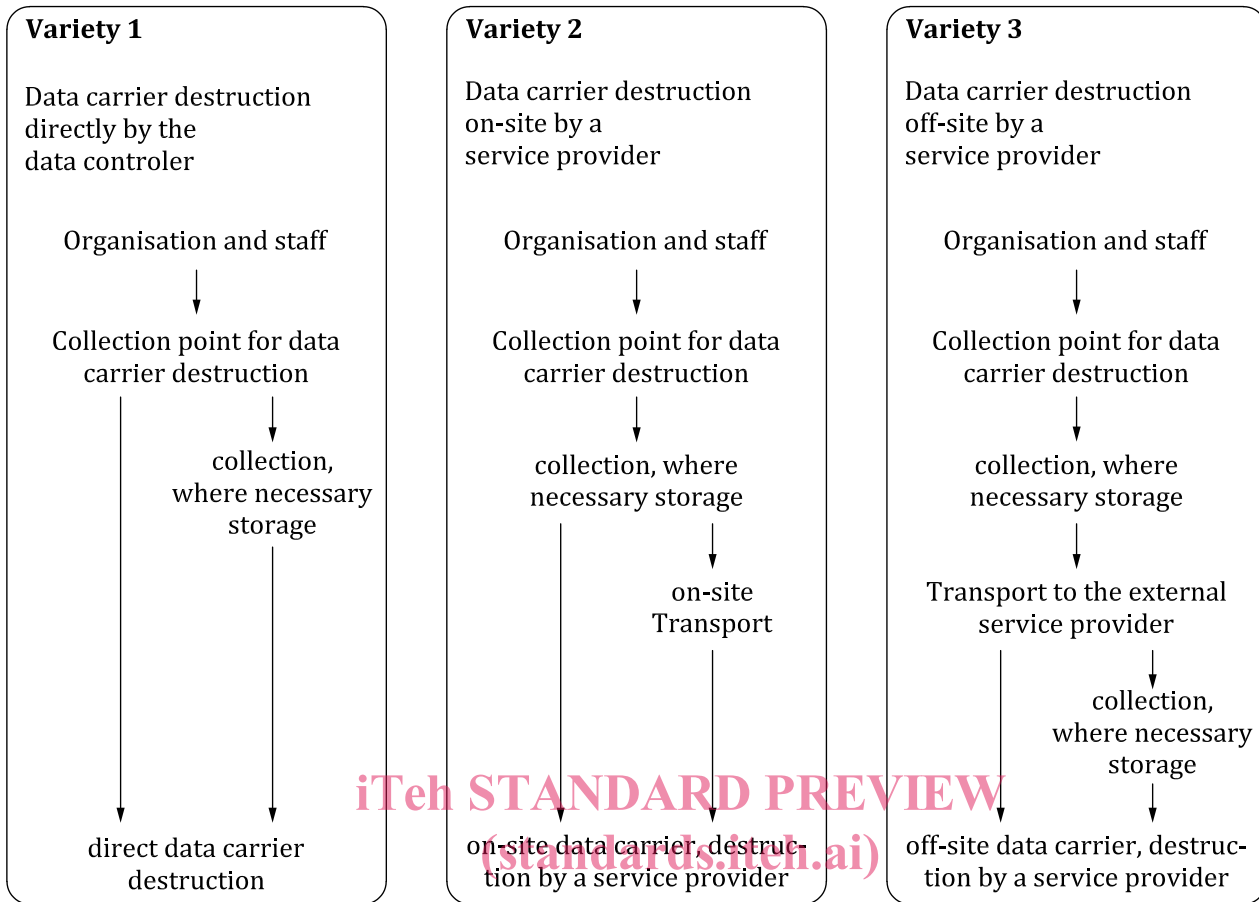 Variety 1
Data carrier destruction
directly by the
data controler
Organisation and staff
Collection point for data
carrier destruction
collection,
where necessary
storage
direct data carrier
destruction
Variety 2
Data carrier destruction
on-site by a
service provider
Organisation and staff
Collection point for data
carrier destruction
collection, where
necessary storage
on-site
Transport
on-site data carrier, destruc-
tion by a service provider
Variety 3
Data carrier destruction
off-site by a
service provider
Organisation and staff
Collection point for data
carrier destruction
collection, where
necessary storage
Transport to the external
service provider
collection,
where necessary
storage
off-site data carrier, destruc-
tion by a service provider
iTeh STANDARD PREVIEW
(standards.iteh.ai)